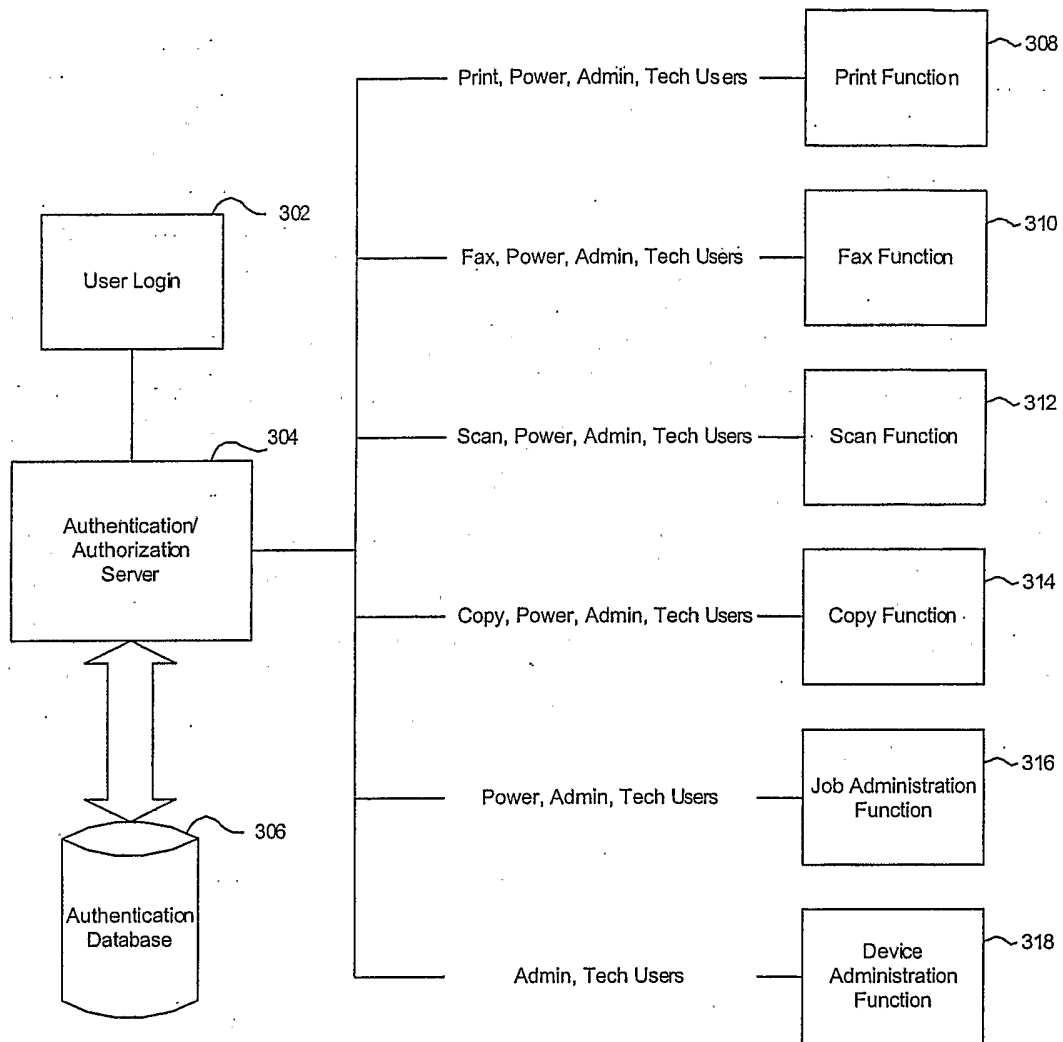 308
Print, Power, Admin, Tech Users
Print Function
302
User Login
310
Fax, Power, Admin, Tech Users
Fax Function
312
Scan, Power, Admin, Tech Users
Scan Function
304
Authentication/
Authorization
Server
314
Copy, Power, Admin, Tech Users
Copy Function
316
Power, Admin, Tech Users
Job Administration
Function
306
Authentication
Database
318
Admin, Tech Users
Device
Administration
Function